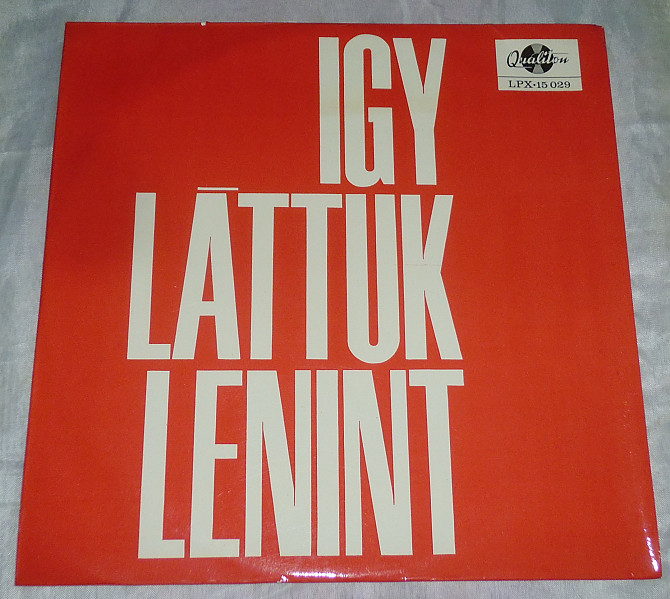 IGY
LÁTTUK
LENINT
Qualiton
LPX·15 029